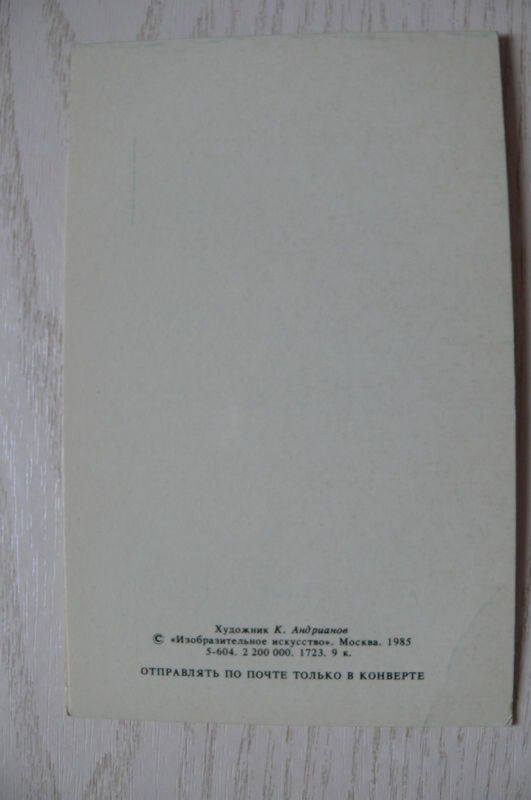 Художник К. Андрианов
© «Изобразительное искусство». Москва. 1985
5-604. 2 200 000. 1723. 9 к.
ОТПРАВЛЯТЬ ПО ПОЧТЕ ТОЛЬКО В КОНВЕРТЕ